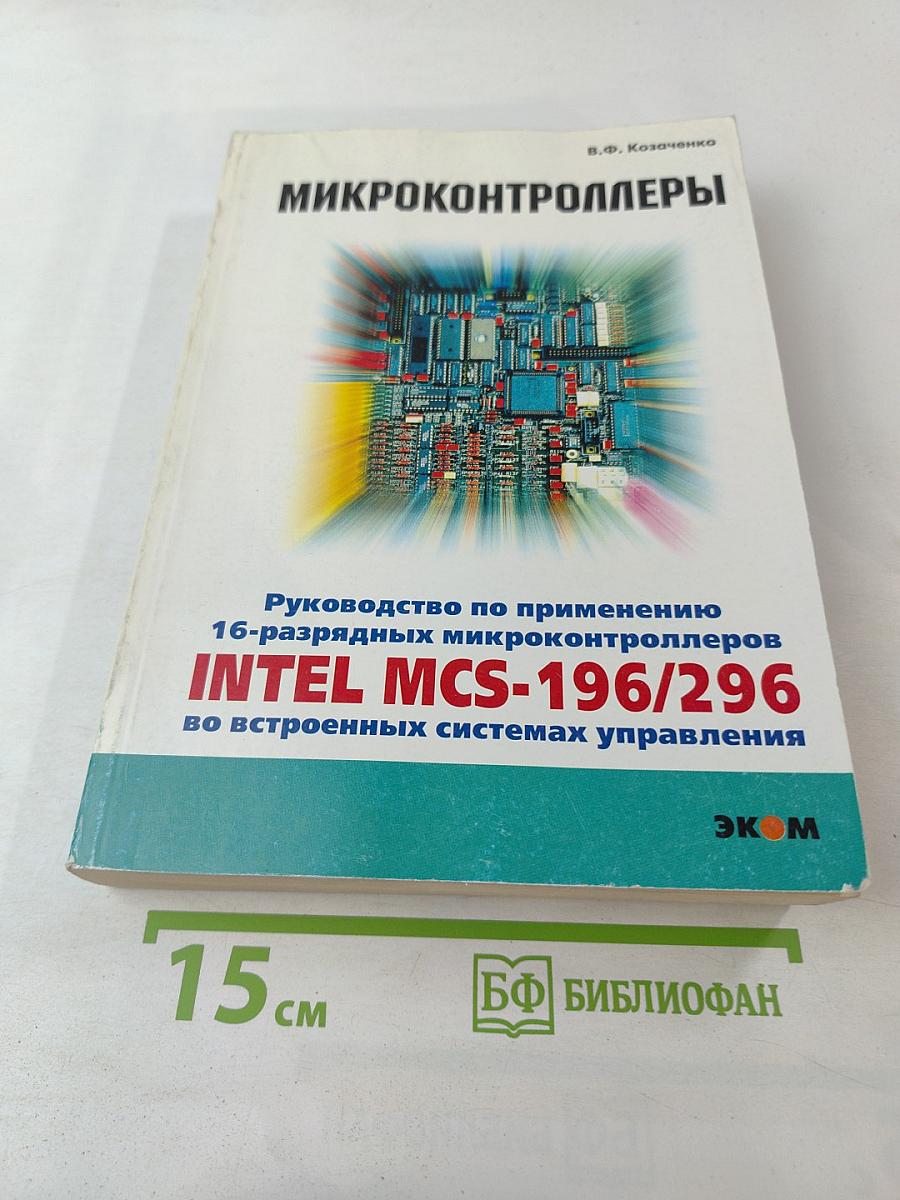 В.Ф. Козаченко
МИКРОКОНТРОЛЛЕРЫ
Руководство по применению
16-разрядных микроконтроллеров
INTEL MCS-196/296
во встроенных системах управления
ЭКОМ
15 см
БФ БИБЛИОФАН